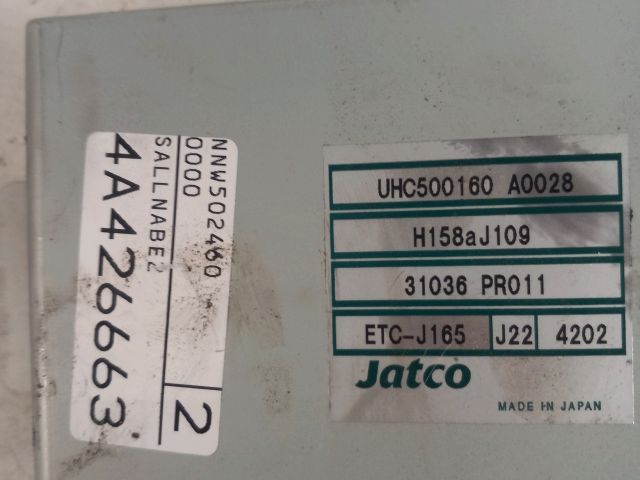 NNW502460
0000
SALLNABE2
2
4A426663
UHC500160 A0028
H158aJ109
31036 PR011
ETC-J165 J22 4202
Jatco
MADE IN JAPAN